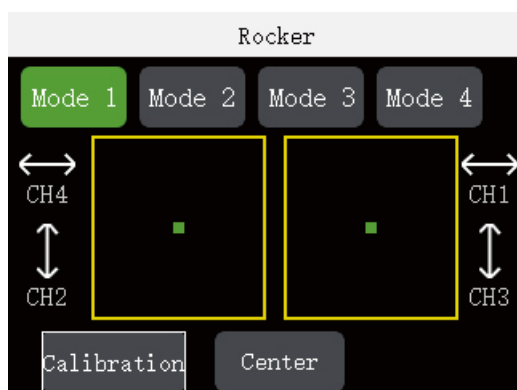 Rocker
Mode 1 Mode 2 Mode 3 Mode 4
CH4 CH1
CH2 CH3
Calibration Center